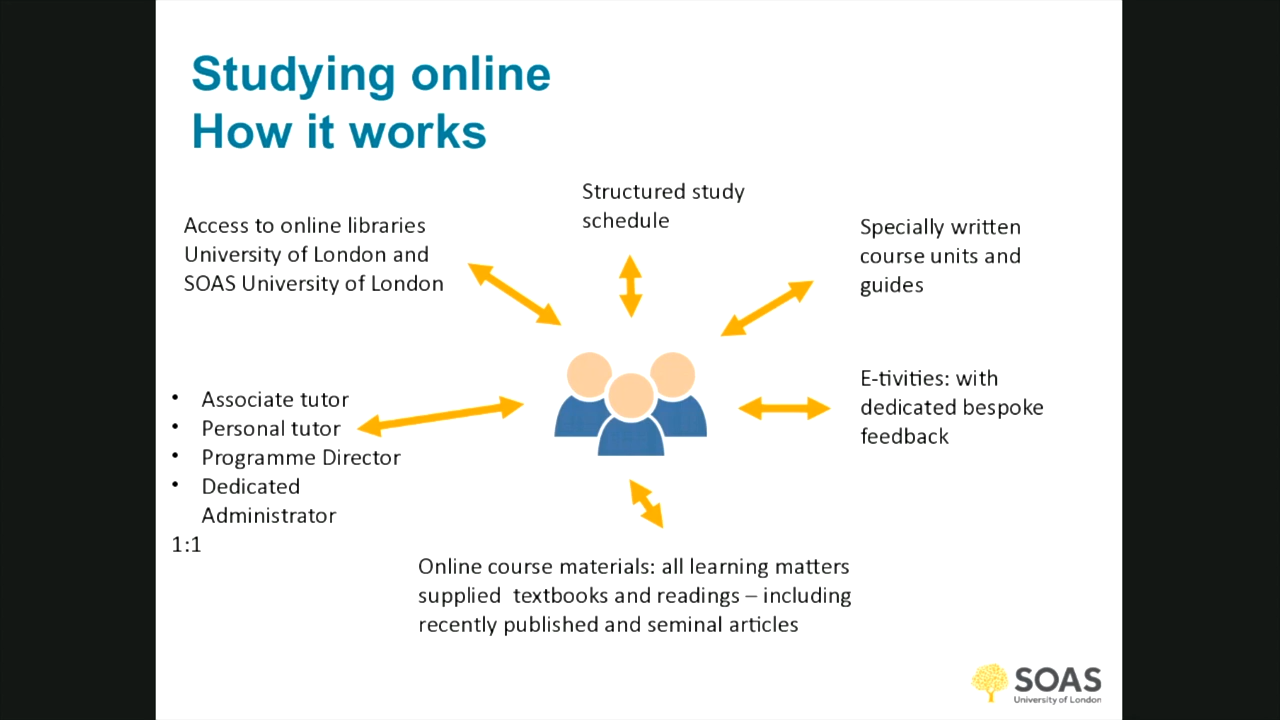 Studying online
How it works
Structured study
schedule
Access to online libraries
University of London and
SOAS University of London
Specially written
course units and
guides
• Associate tutor
• Personal tutor
• Programme Director
• Dedicated
Administrator
1:1
E-tivities: with
dedicated bespoke
feedback
Online course materials: all learning matters
supplied textbooks and readings – including
recently published and seminal articles
SOAS
University of London